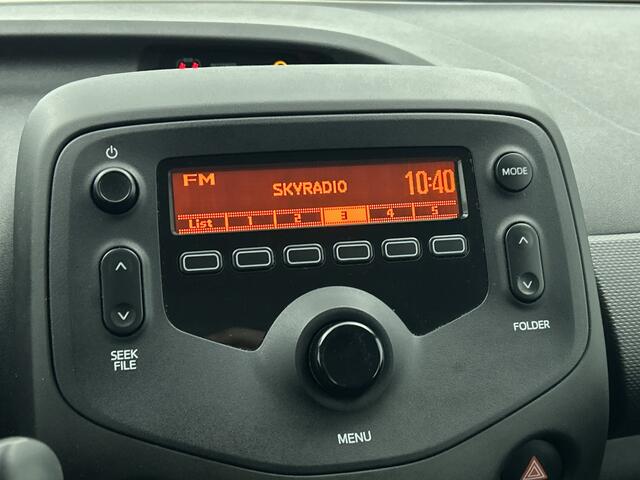 FM
SKYRADIO
10:40
List 1 2 3 4 5
MODE
SEEK
FILE
FOLDER
MENU